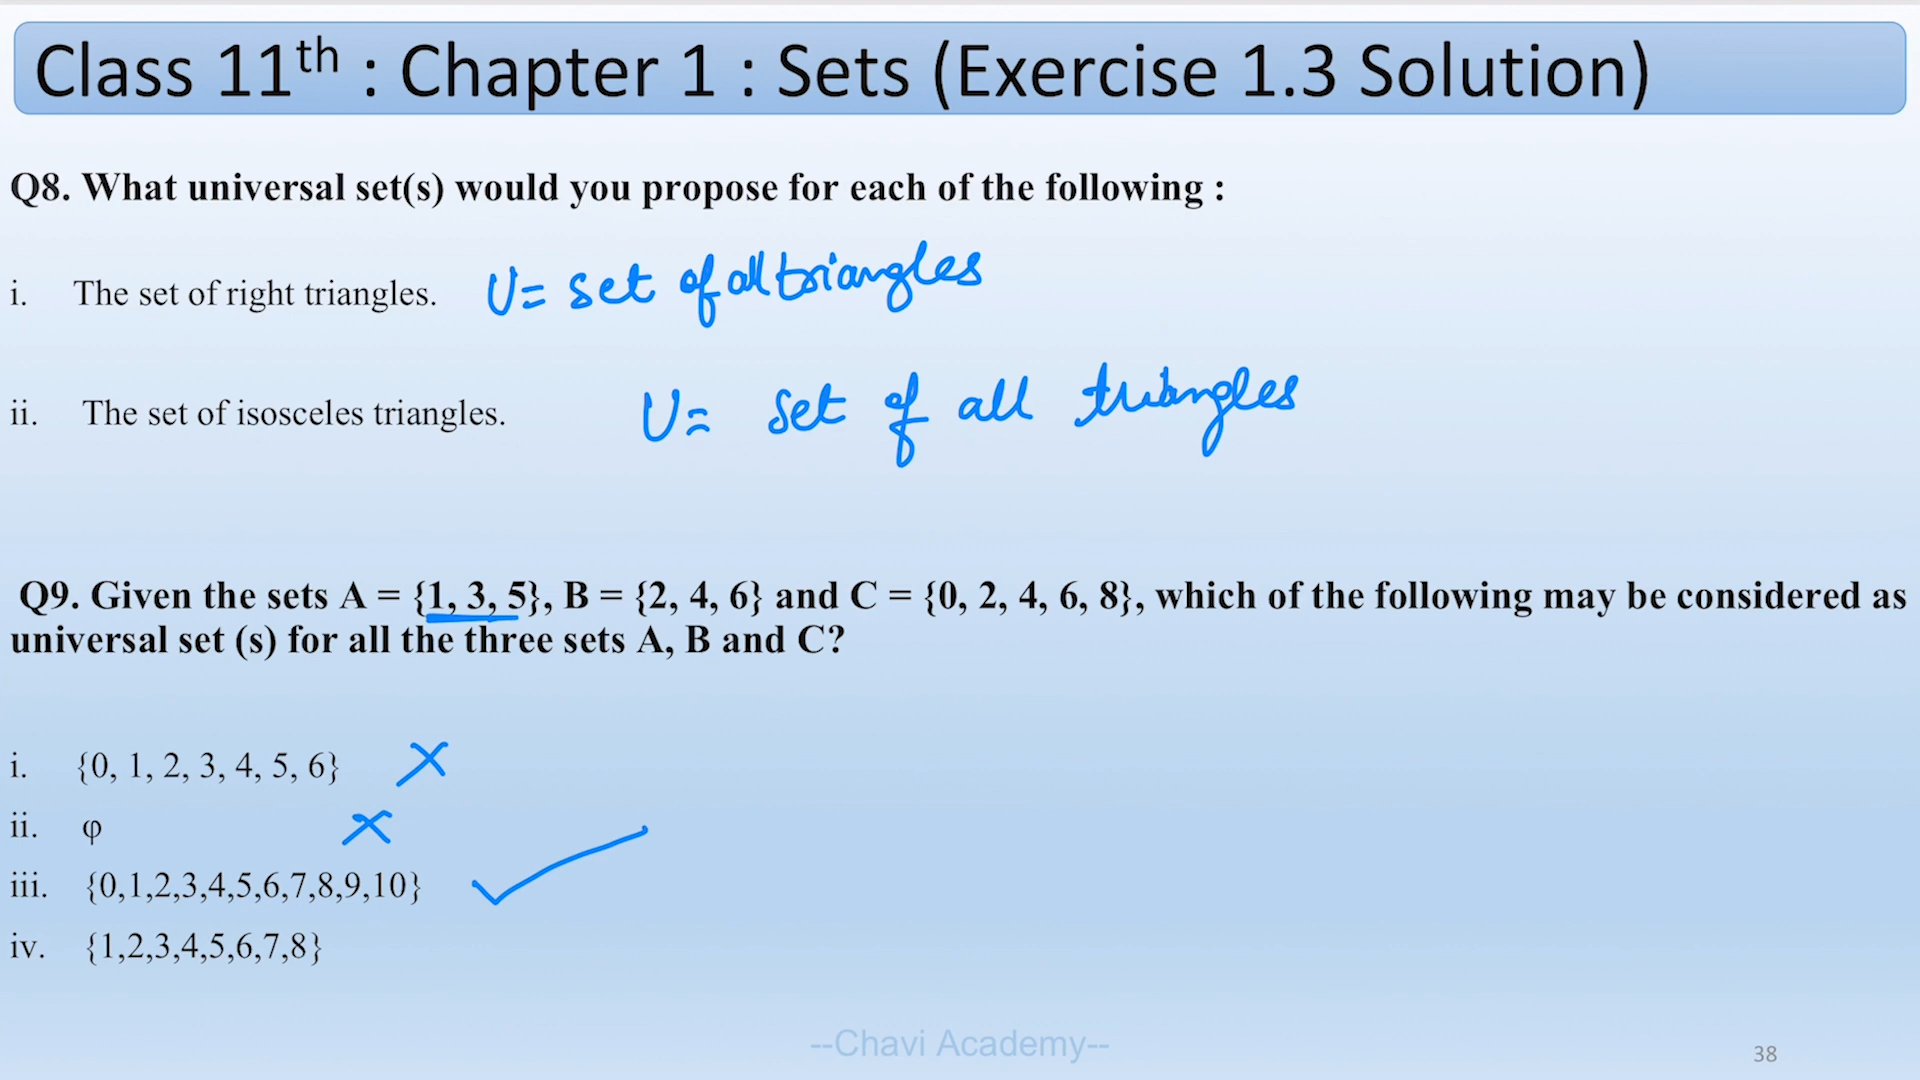 Class 11th : Chapter 1 : Sets (Exercise 1.3 Solution)
Q8. What universal set(s) would you propose for each of the following :
i. The set of right triangles. U= set of all triangles
ii. The set of isosceles triangles. U= set of all triangles
Q9. Given the sets A = {1, 3, 5}, B = {2, 4, 6} and C = {0, 2, 4, 6, 8}, which of the following may be considered as
universal set (s) for all the three sets A, B and C?
i. {0, 1, 2, 3, 4, 5, 6}
ii. φ
iii. {0,1,2,3,4,5,6,7,8,9,10}
iv. {1,2,3,4,5,6,7,8}
--Chavi Academy--
38